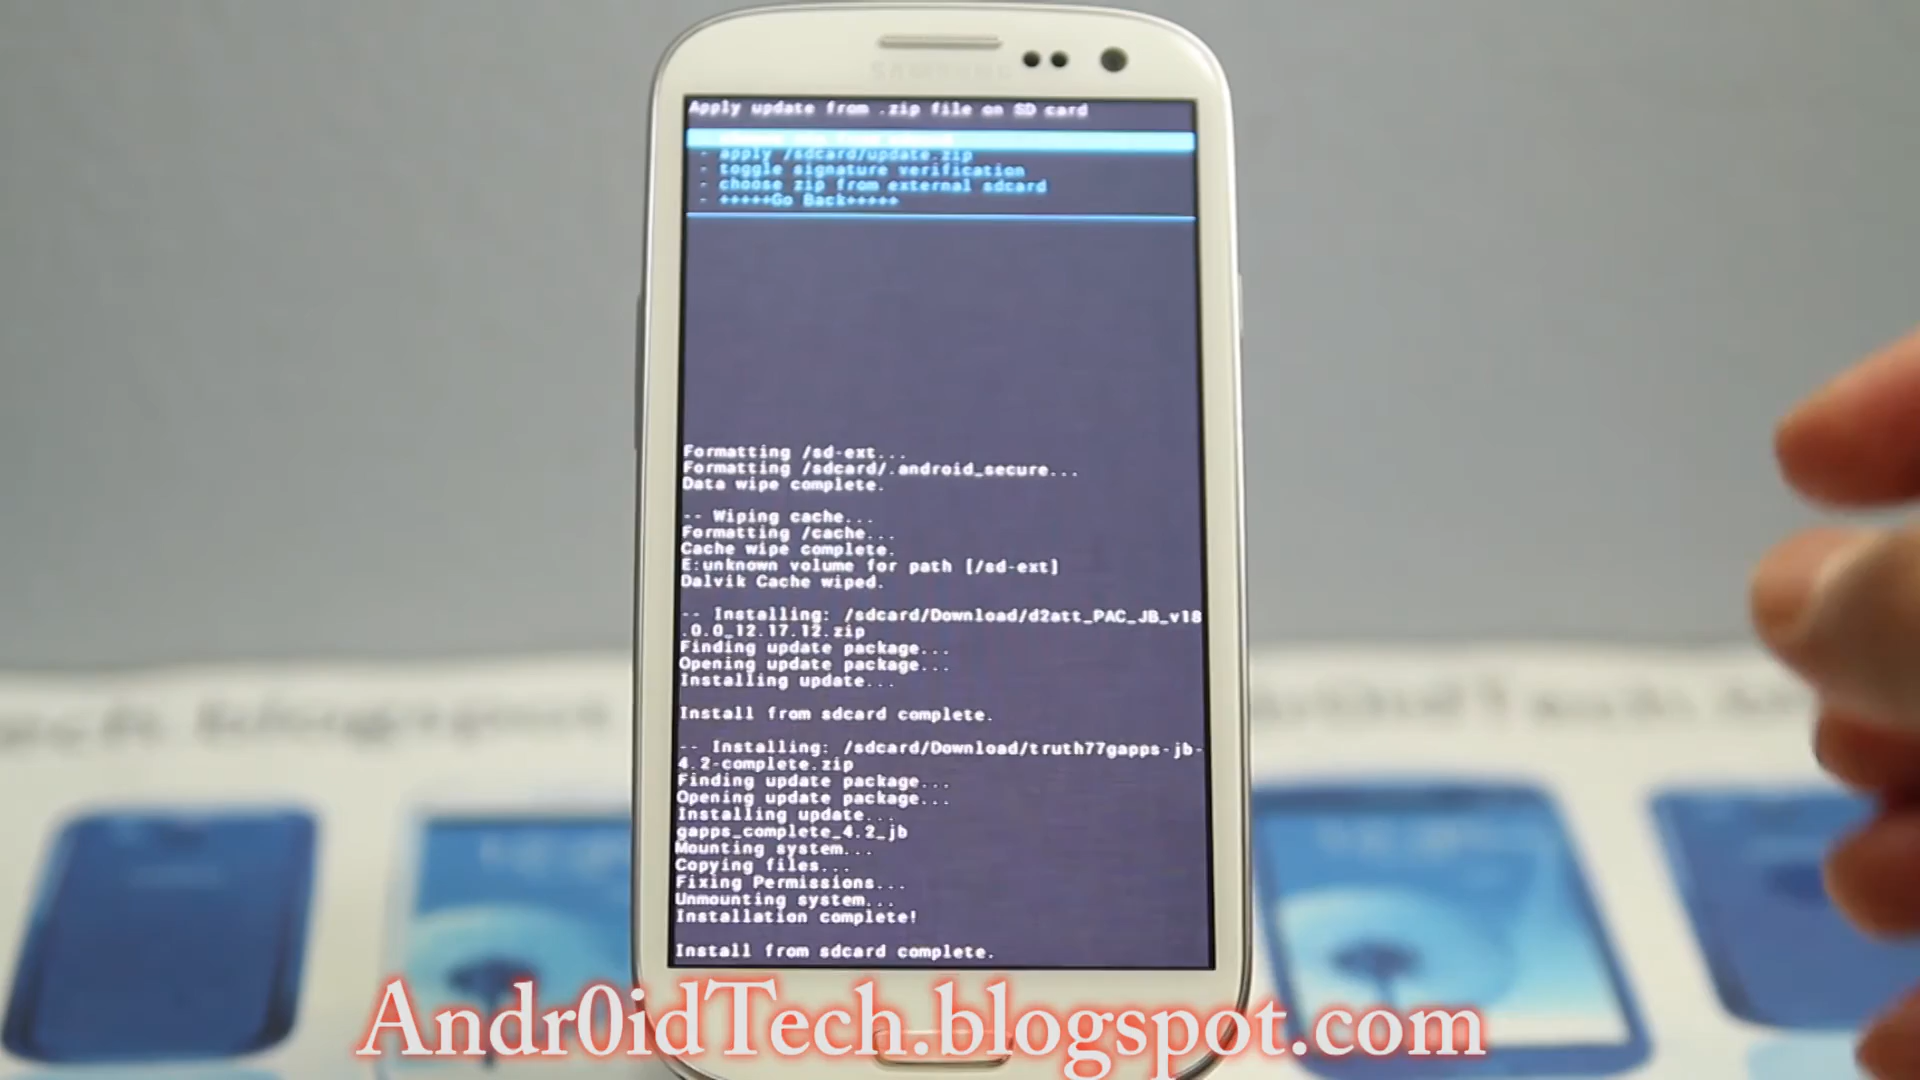 SAMSUNG
Apply update from .zip file on SD card
- apply /sdcard/update.zip
- toggle signature verification
- choose zip from external sdcard
- +++++Go Back+++++
Formatting /sd-ext...
Formatting /sdcard/.android_secure...
Data wipe complete.
-- Wiping cache...
Formatting /cache...
Cache wipe complete.
E:unknown volume for path [/sd-ext]
Dalvik Cache wiped.
-- Installing: /sdcard/Download/d2att_PAC_JB_v18
.0.0_12.17.12.zip
Finding update package...
Opening update package...
Installing update...
Install from sdcard complete.
-- Installing: /sdcard/Download/truth77gapps-jb-
4.2-complete.zip
Finding update package...
Opening update package...
Installing update...
gapps_complete_4.2_jb
Mounting system...
Copying files...
Fixing Permissions...
Unmounting system...
Installation complete!
Install from sdcard complete.
Andr0idTech.blogspot.com